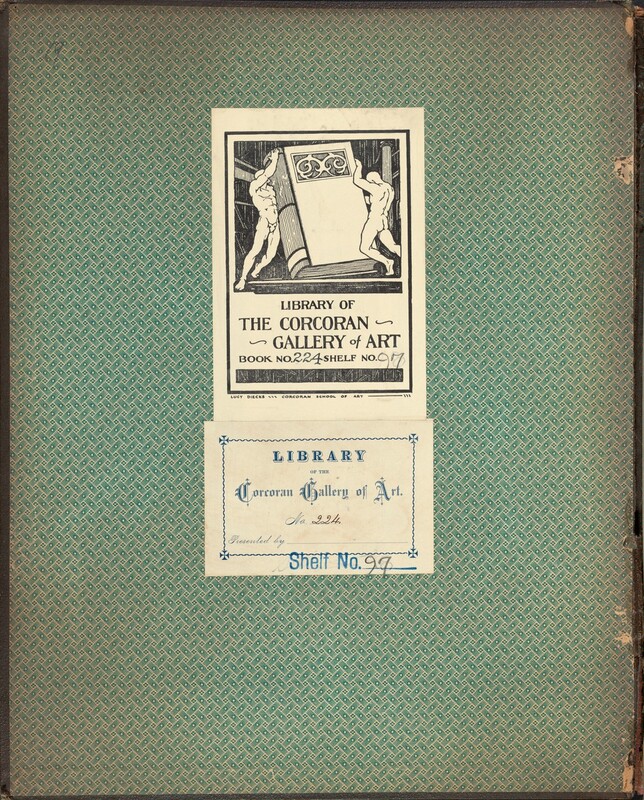 97
LIBRARY OF
THE CORCORAN
GALLERY of ART
BOOK NO. 224 SHELF NO. 97
LUCY DIECKS CORCORAN SCHOOL OF ART
LIBRARY
OF THE
Corcoran Gallery of Art.
No. 224.
Presented by
Shelf No. 97